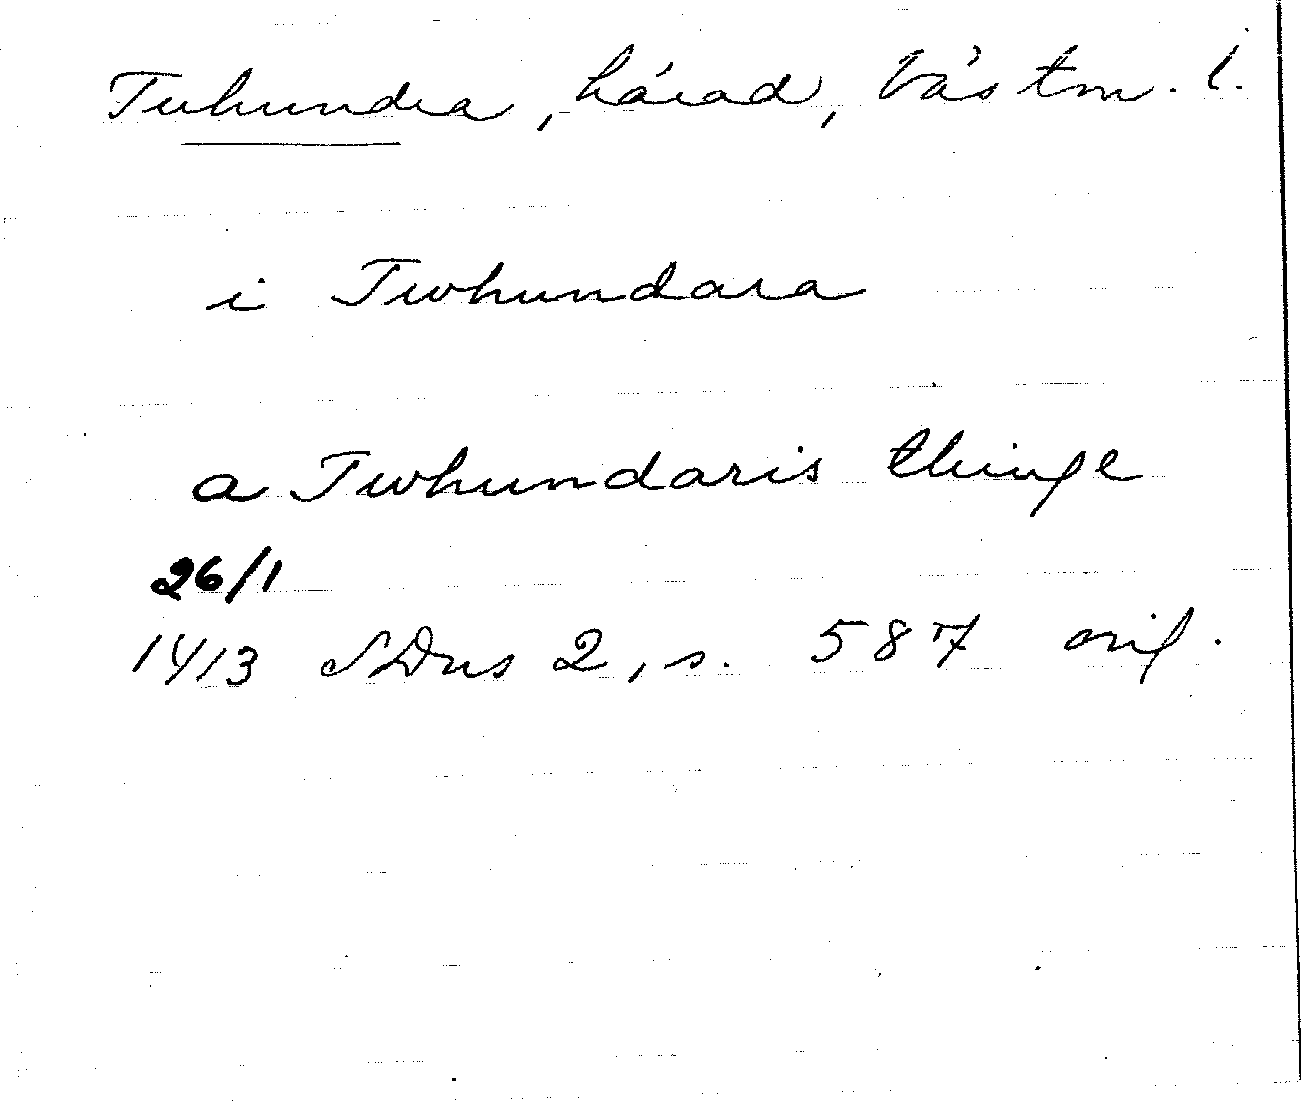 Tuhundra, härad, Västm. l.
i Twhundara
a Twhundaris thinge
26/1
1413 SDns 2, s. 587 orig.